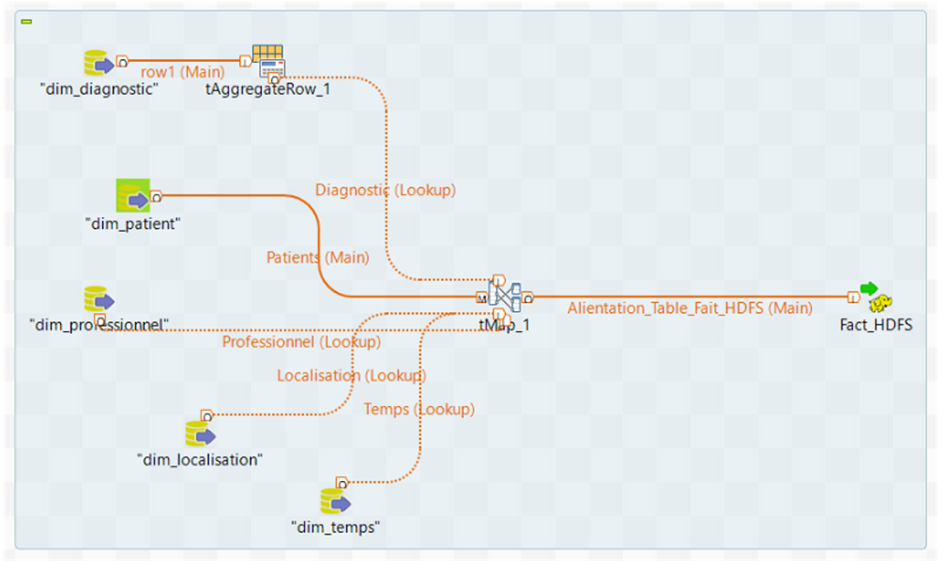 row1 (Main)
"dim_diagnostic"
tAggregateRow_1
Diagnostic (Lookup)
"dim_patient"
Patients (Main)
"dim_professionnel"
tMap_1
Alientation_Table_Fait_HDFS (Main)
Fact_HDFS
Professionnel (Lookup)
Localisation (Lookup)
Temps (Lookup)
"dim_localisation"
"dim_temps"